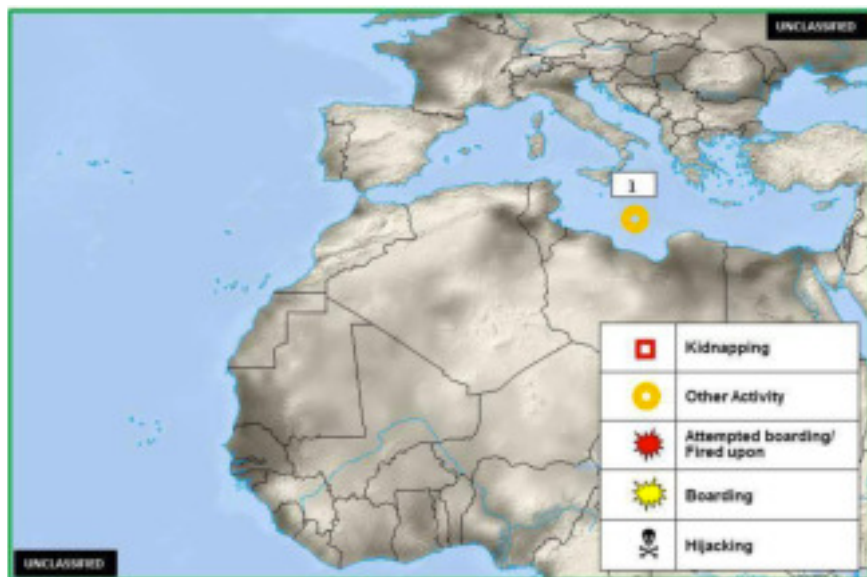 UNCLASSIFIED
1
Kidnapping
Other Activity
Attempted boarding/
Fired upon
Boarding
Hijacking
UNCLASSIFIED